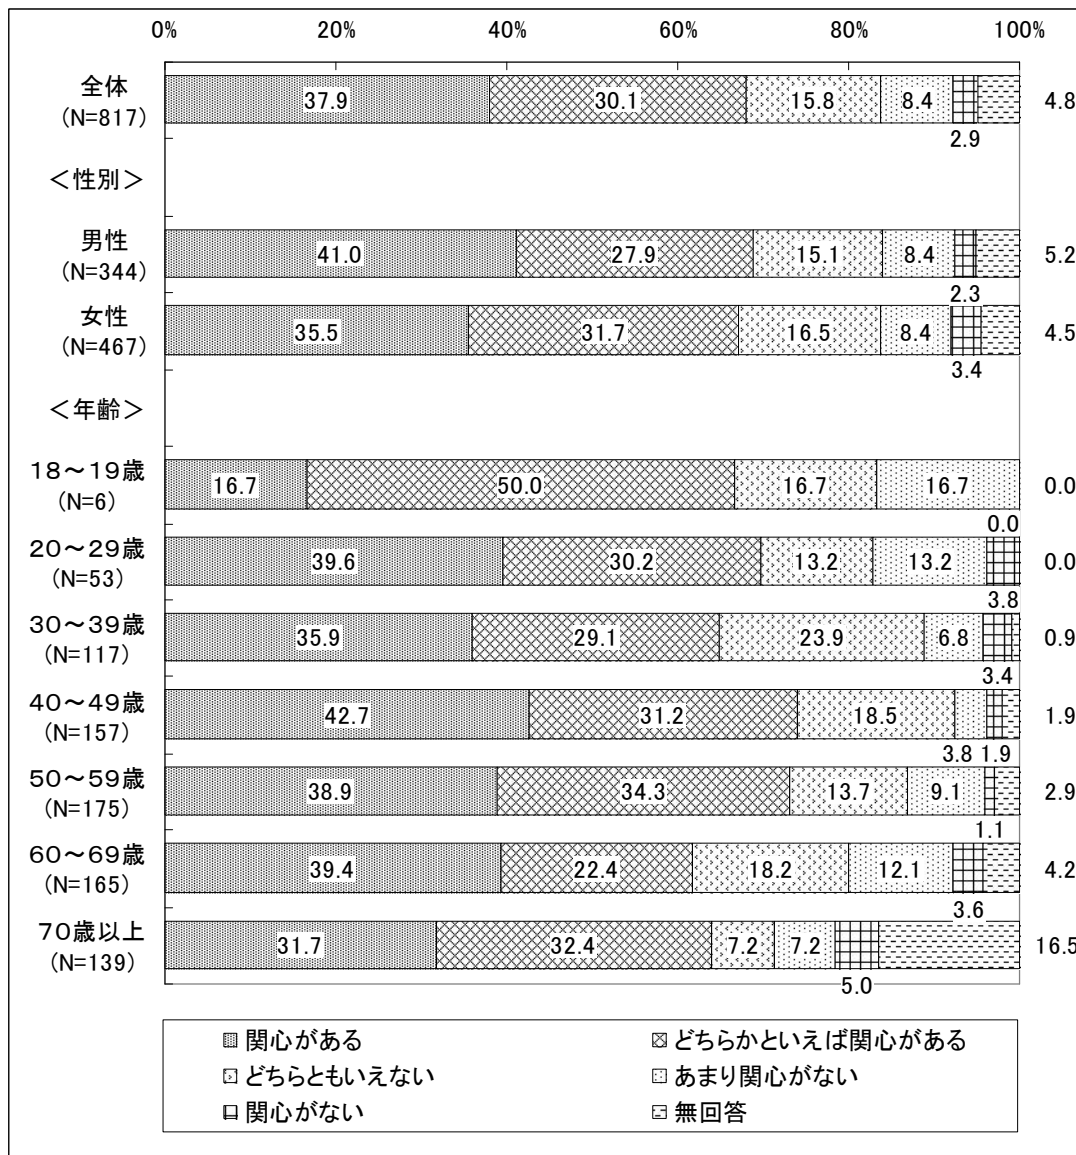 0% 20% 40% 60% 80% 100%
全体
(N=817)
37.9 30.1 15.8 8.4 4.8
2.9
＜性別＞
男性
(N=344)
41.0 27.9 15.1 8.4 5.2
2.3
女性
(N=467)
35.5 31.7 16.5 8.4 4.5
3.4
＜年齢＞
18～19歳
(N=6)
16.7 50.0 16.7 16.7 0.0
0.0
20～29歳
(N=53)
39.6 30.2 13.2 13.2 0.0
3.8
30～39歳
(N=117)
35.9 29.1 23.9 6.8 0.9
3.4
40～49歳
(N=157)
42.7 31.2 18.5 1.9
3.8 1.9
50～59歳
(N=175)
38.9 34.3 13.7 9.1 2.9
1.1
60～69歳
(N=165)
39.4 22.4 18.2 12.1 4.2
3.6
70歳以上
(N=139)
31.7 32.4 7.2 7.2 16.5
5.0
関心がある どちらかといえば関心がある
どちらともいえない あまり関心がない
関心がない 無回答